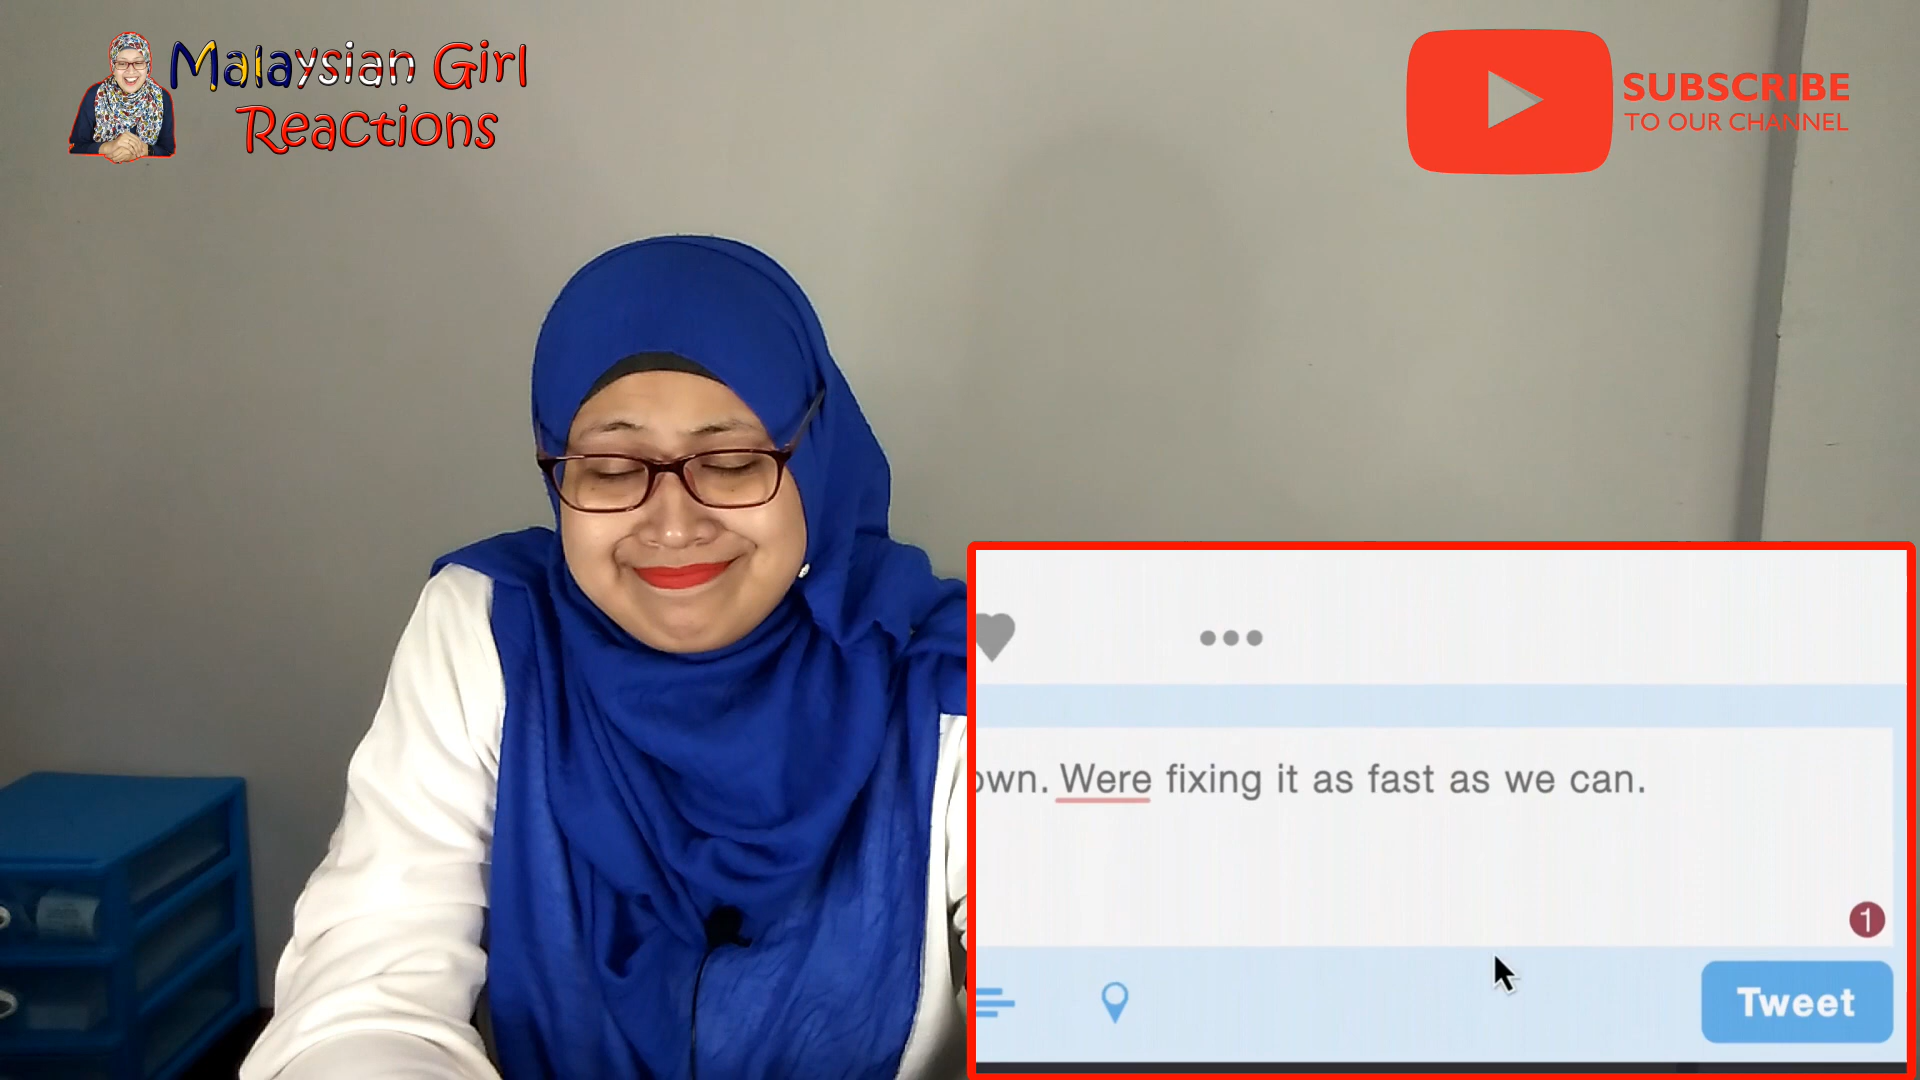 Malaysian Girl
Reactions
SUBSCRIBE
TO OUR CHANNEL
own. Were fixing it as fast as we can.
1
Tweet